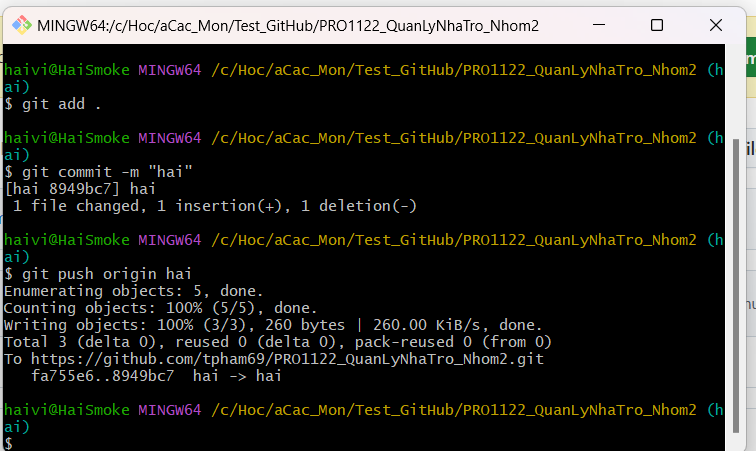 MINGW64:/c/Hoc/aCac_Mon/Test_GitHub/PRO1122_QuanLyNhaTro_Nhom2
haivi@HaiSmoke MINGW64 /c/Hoc/aCac_Mon/Test_GitHub/PRO1122_QuanLyNhaTro_Nhom2 (h
ai)
$ git add .
haivi@HaiSmoke MINGW64 /c/Hoc/aCac_Mon/Test_GitHub/PRO1122_QuanLyNhaTro_Nhom2 (h
ai)
$ git commit -m "hai"
[hai 8949bc7] hai
 1 file changed, 1 insertion(+), 1 deletion(-)
haivi@HaiSmoke MINGW64 /c/Hoc/aCac_Mon/Test_GitHub/PRO1122_QuanLyNhaTro_Nhom2 (h
ai)
$ git push origin hai
Enumerating objects: 5, done.
Counting objects: 100% (5/5), done.
Writing objects: 100% (3/3), 260 bytes | 260.00 KiB/s, done.
Total 3 (delta 0), reused 0 (delta 0), pack-reused 0 (from 0)
To https://github.com/tpham69/PRO1122_QuanLyNhaTro_Nhom2.git
   fa755e6..8949bc7  hai -> hai
haivi@HaiSmoke MINGW64 /c/Hoc/aCac_Mon/Test_GitHub/PRO1122_QuanLyNhaTro_Nhom2 (h
ai)
$